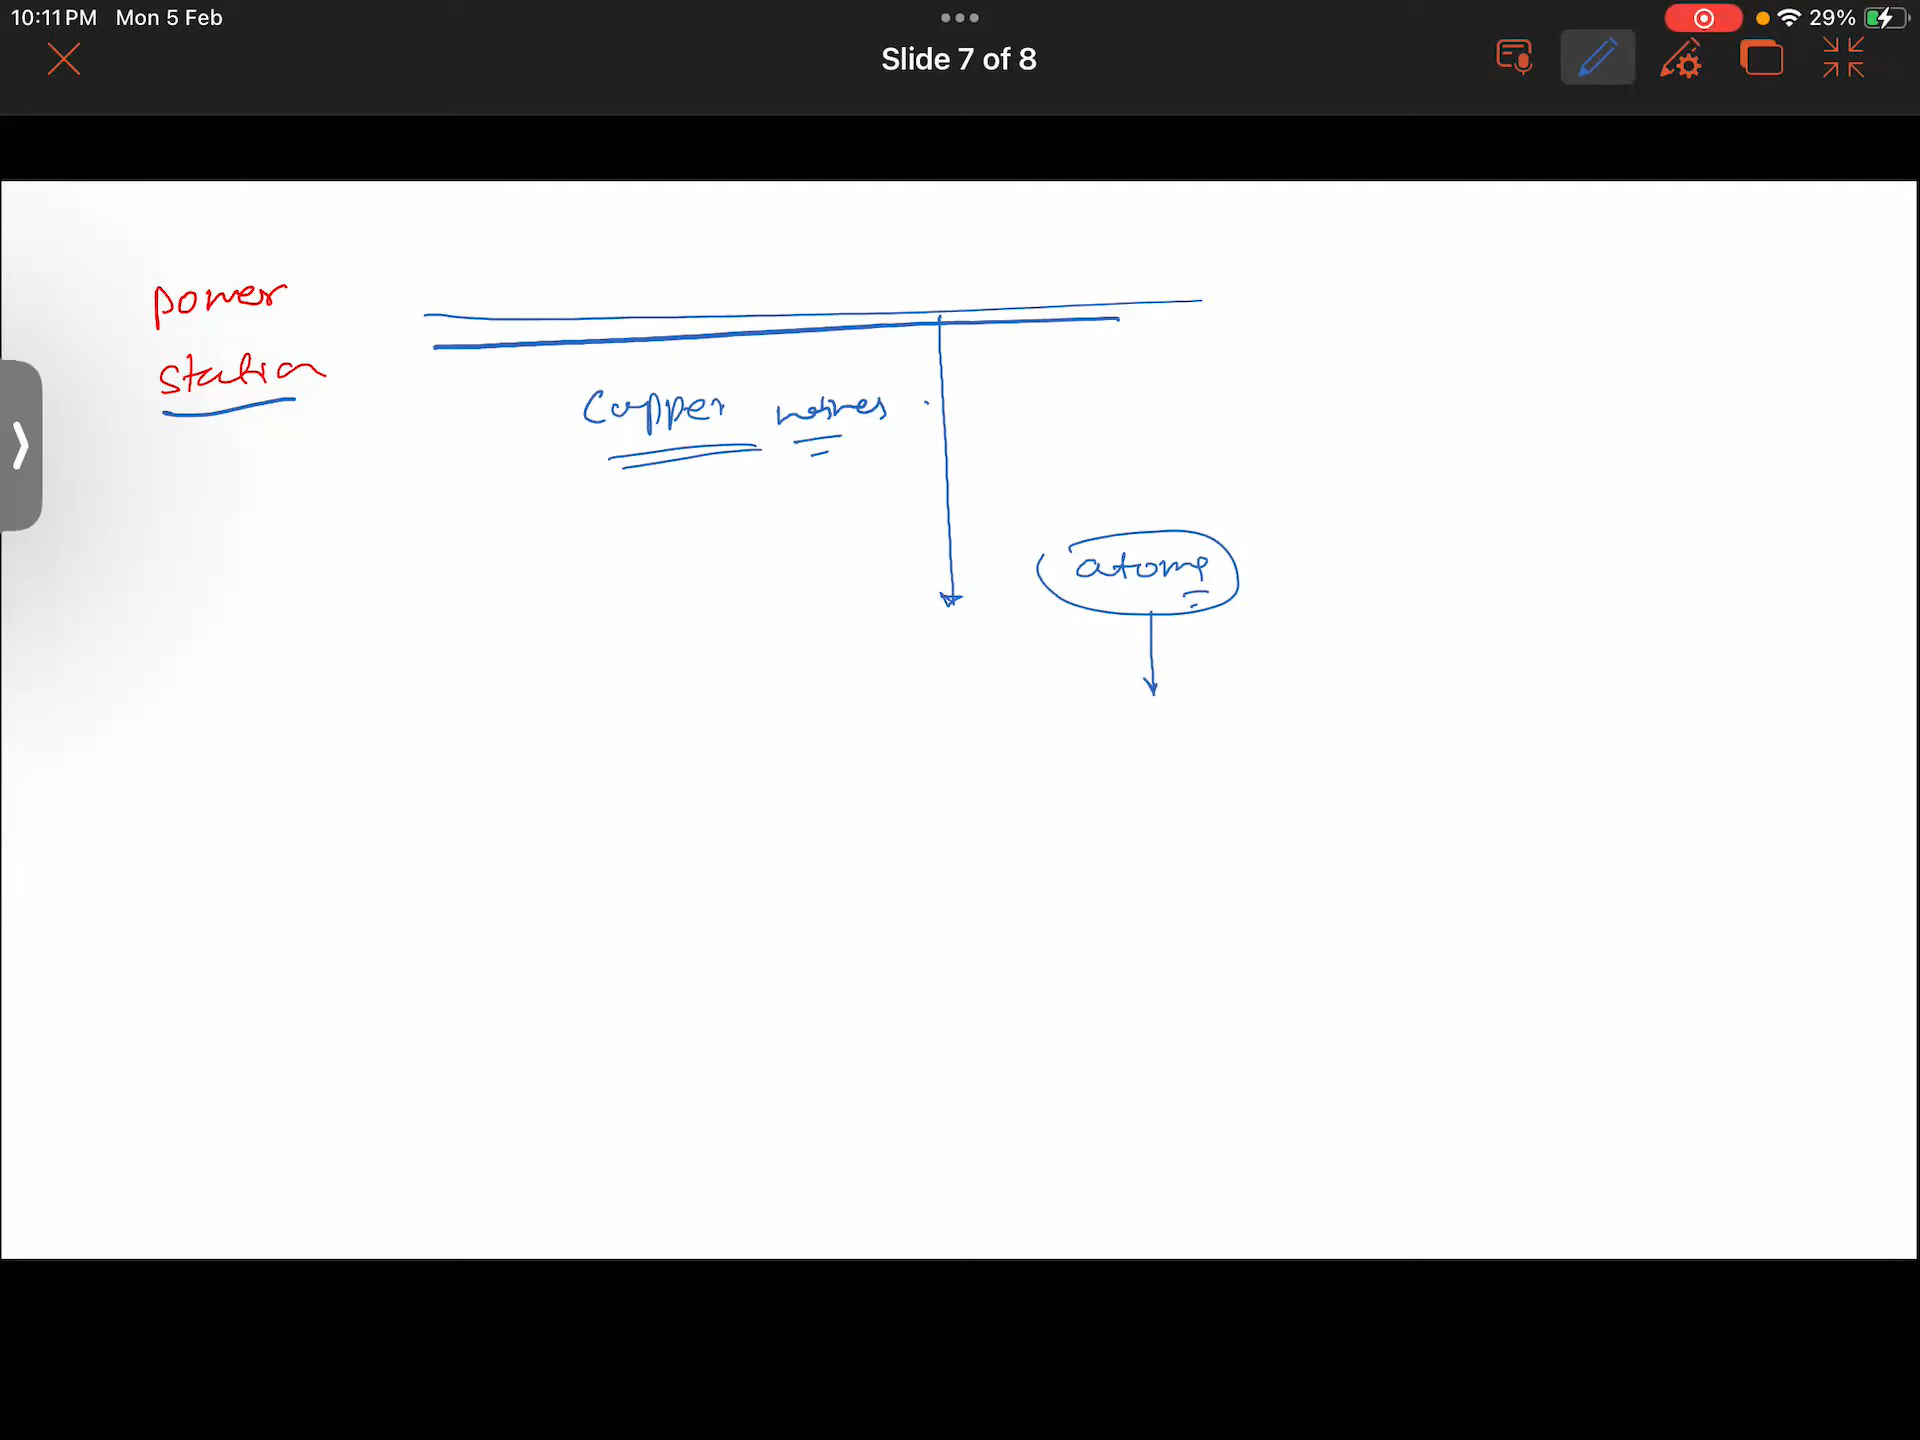 10:11 PM Mon 5 Feb
29%
Slide 7 of 8
power
station
Copper wires
atoms